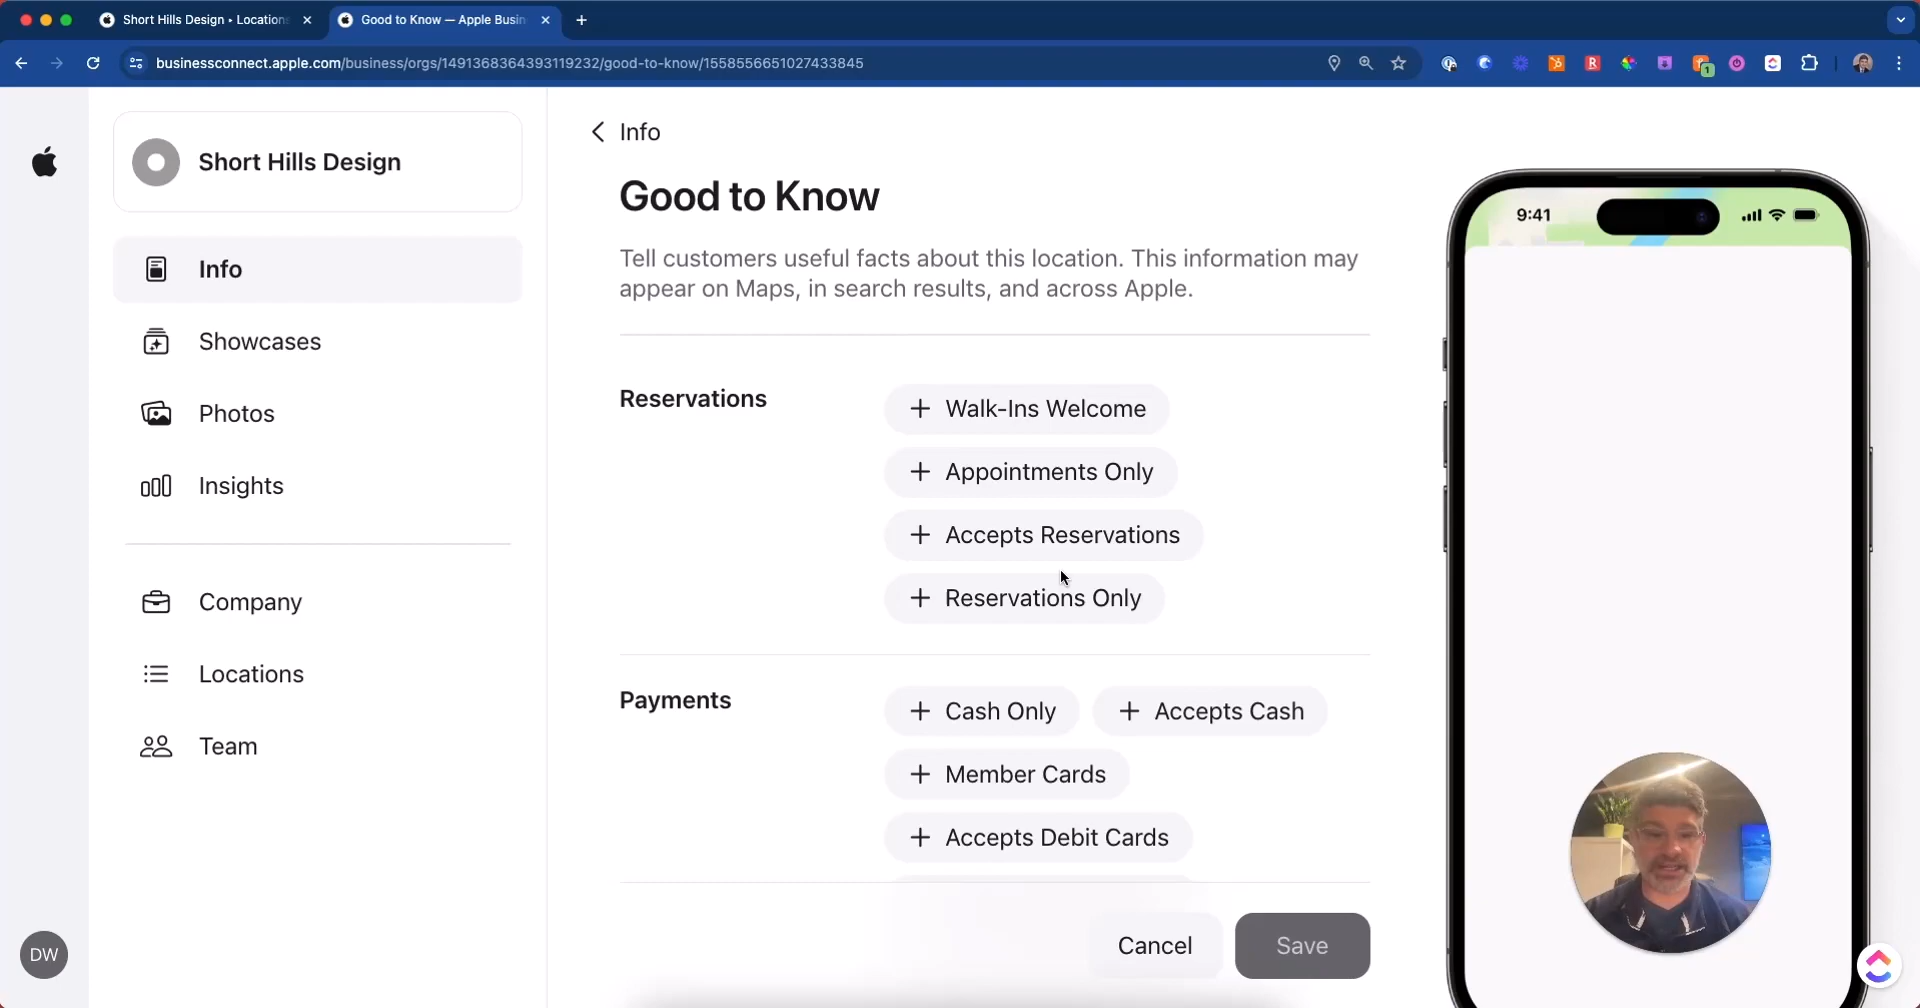 Short Hills Design • Locations
Good to Know — Apple Busin
businessconnect.apple.com/business/orgs/1491368364393119232/good-to-know/1558556651027433845
1
Short Hills Design
Info
Showcases
Photos
Insights
Company
Locations
Team
DW
Info
Good to Know
Tell customers useful facts about this location. This information may
appear on Maps, in search results, and across Apple.
Reservations
+ Walk-Ins Welcome
+ Appointments Only
+ Accepts Reservations
+ Reservations Only
Payments
+ Cash Only
+ Accepts Cash
+ Member Cards
+ Accepts Debit Cards
Cancel
Save
9:41